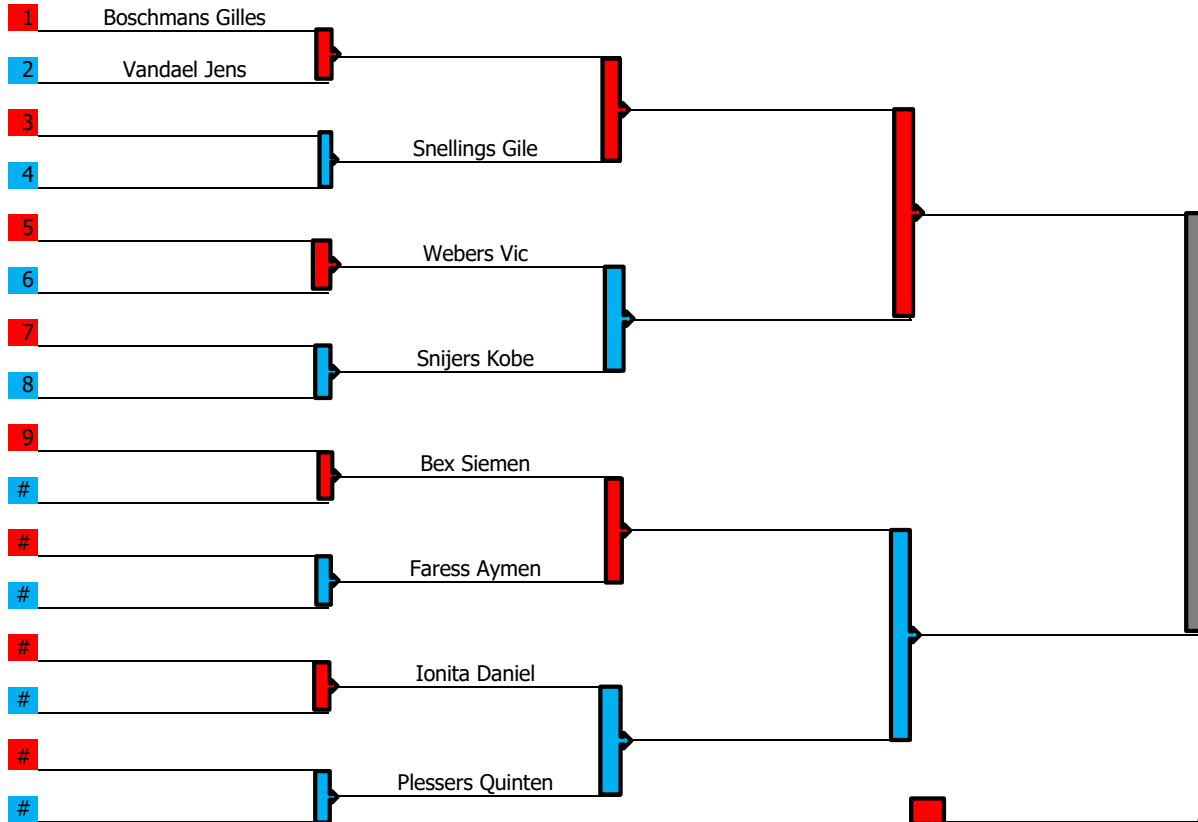 1 Boschmans Gilles
2 Vandael Jens
3
Snellings Gile
4
5
Webers Vic
6
7
Snijers Kobe
8
9
Bex Siemen
#
#
Faress Aymen
#
#
Ionita Daniel
#
#
Plessers Quinten
#